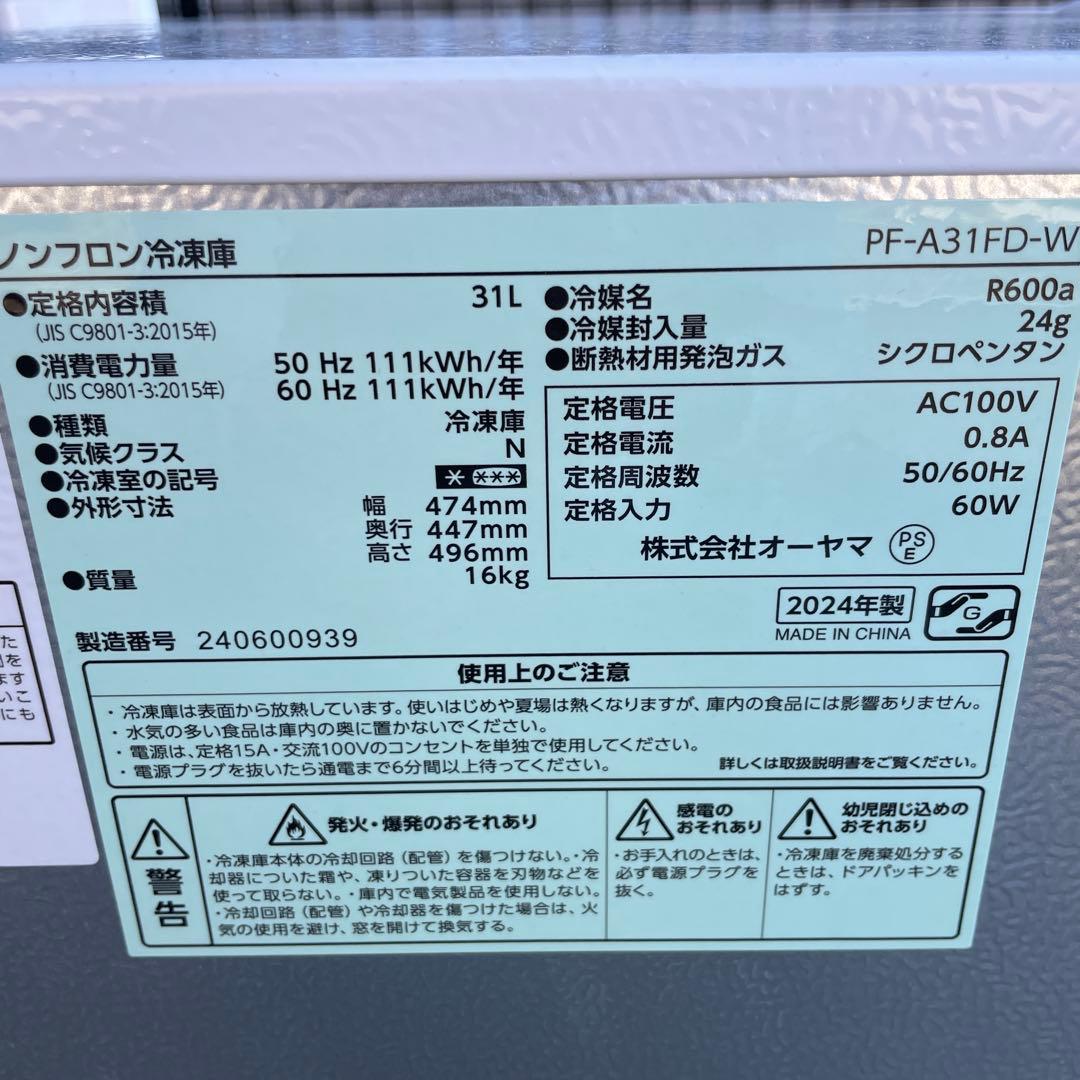 ノンフロン冷凍庫 PF-A31FD-W
●定格内容積 31L
(JIS C9801-3:2015年)
●消費電力量 50 Hz 111kWh/年
(JIS C9801-3:2015年) 60 Hz 111kWh/年
●種類 冷凍庫
●気候クラス N
●冷凍室の記号 * ***
●外形寸法 幅 474mm
奥行 447mm
高さ 496mm
●質量 16kg
製造番号 240600939
●冷媒名 R600a
●冷媒封入量 24g
●断熱材用発泡ガス シクロペンタン
定格電圧 AC100V
定格電流 0.8A
定格周波数 50/60Hz
定格入力 60W
株式会社オーヤマ PSE
2024年製 G
MADE IN CHINA
使用上のご注意
・冷凍庫は表面から放熱しています。使いはじめや夏場は熱くなりますが、庫内の食品には影響ありません。
・水気の多い食品は庫内の奥に置かないでください。
・電源は、定格15A・交流100Vのコンセントを単独で使用してください。
・電源プラグを抜いたら通電まで6分間以上待ってください。 詳しくは取扱説明書をご覧ください。
警告
発火・爆発のおそれあり
・冷凍庫本体の冷却回路（配管）を傷つけない。・冷
却器についた霜や、凍りついた容器を刃物などを
使って取らない。・庫内で電気製品を使用しない。
・冷却回路（配管）や冷却器を傷つけた場合は、火
気の使用を避け、窓を開けて換気する。
感電の
おそれあり
・お手入れのときは、
必ず電源プラグを
抜く。
幼児閉じ込めの
おそれあり
・冷凍庫を廃棄処分する
ときは、ドアパッキンを
はずす。
た
を
ます
いこ
にも